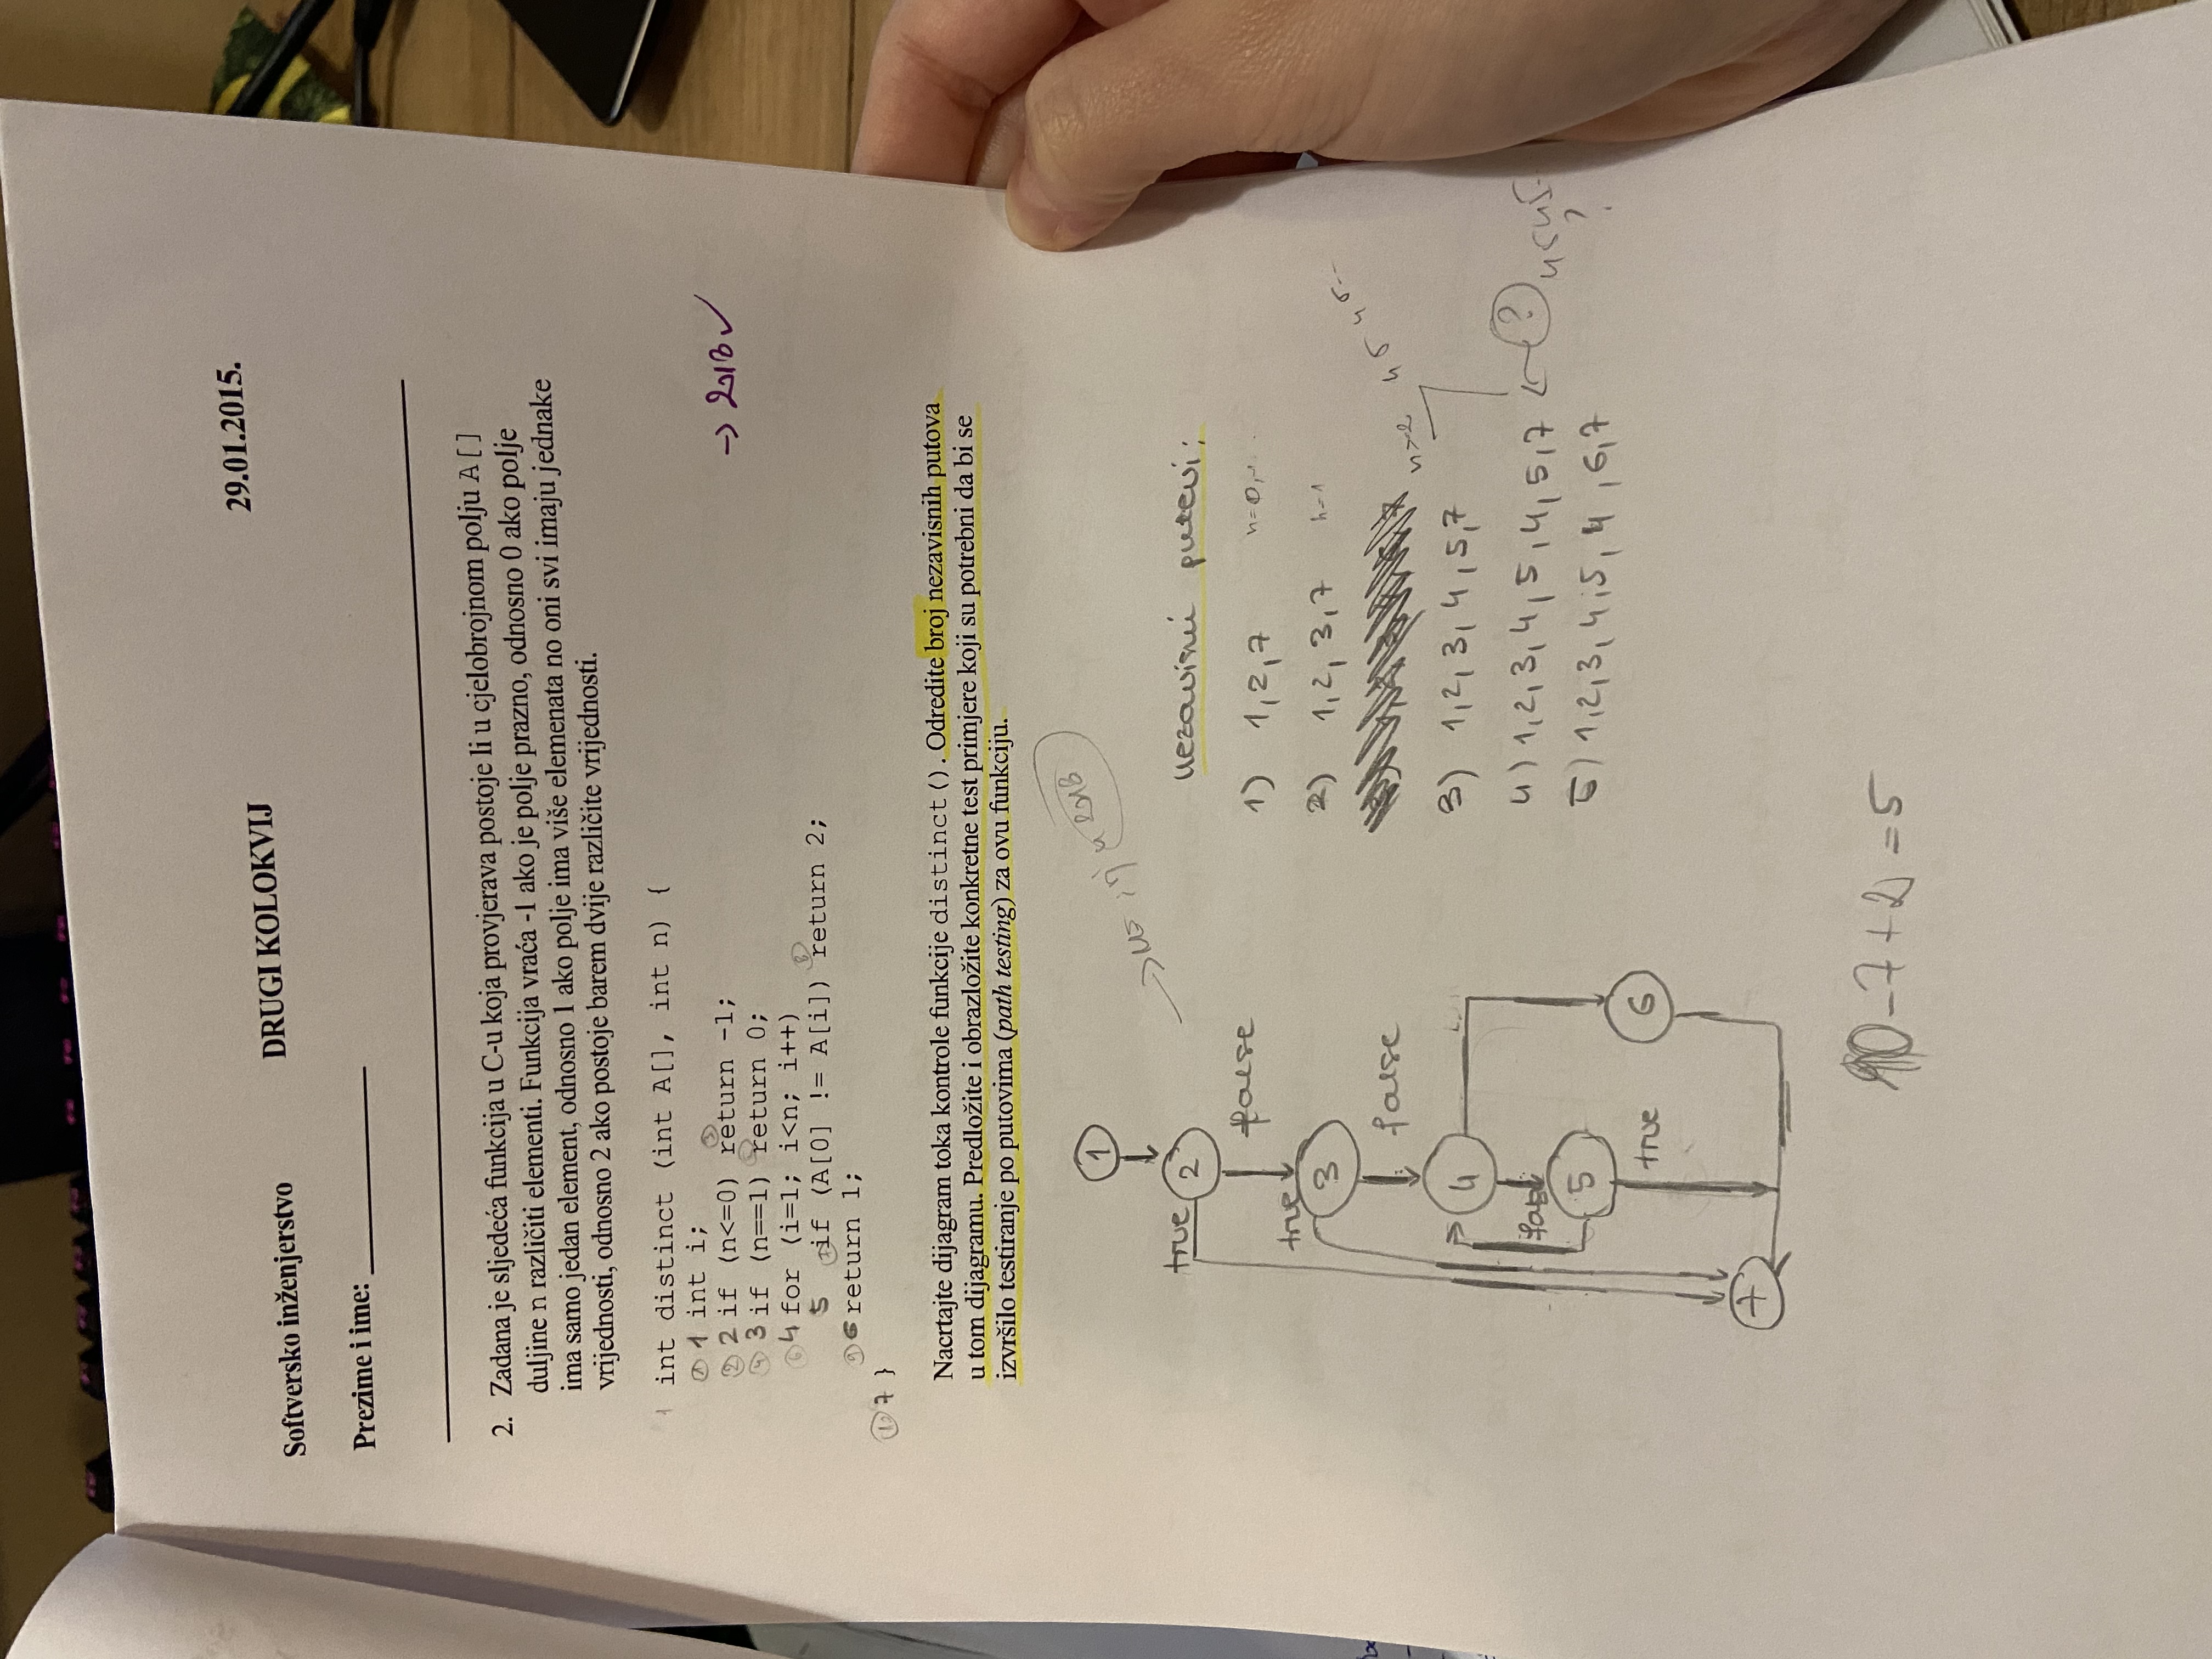 29.01.2015.
Softversko inženjerstvo DRUGI KOLOKVIJ
Prezime i ime: ____________
2. Zadana je sljedeća funkcija u C-u koja provjerava postoje li u cjelobrojnom polju A[]
duljine n različiti elementi. Funkcija vraća -1 ako je polje prazno, odnosno 0 ako polje
ima samo jedan element, odnosno 1 ako polje ima više elemenata no oni svi imaju jednake
vrijednosti, odnosno 2 ako postoje barem dvije različite vrijednosti.
1 int distinct (int A[], int n) {
1 1 int i;
2 2 if (n<=0) 3 return -1;
4 3 if (n==1) return 0;
6 4 for (i=1; i<n; i++)
5 7 if (A[0] != A[i]) 8 return 2;
9 6 return 1;
10 7 }
→ 2018 ✓
Nacrtajte dijagram toka kontrole funkcije distinct(). Odredite broj nezavisnih putova
u tom dijagramu. Predložite i obrazložite konkretne test primjere koji su potrebni da bi se
izvršilo testiranje po putovima (path testing) za ovu funkciju.
1
true 2
false
true 3
false
4
5
true
6
7
2018
nezavisni putevi:
1) 1,2,7 n=0,
2) 1,2,3,7 n=1
n>2 4 5 4 5--
3) 1,2,3,4,5,7
4) 1,2,3,4,5,4,5,7 ← ? 4545-
?
5) 1,2,3,4,5,4,6,7
10-7+2=5